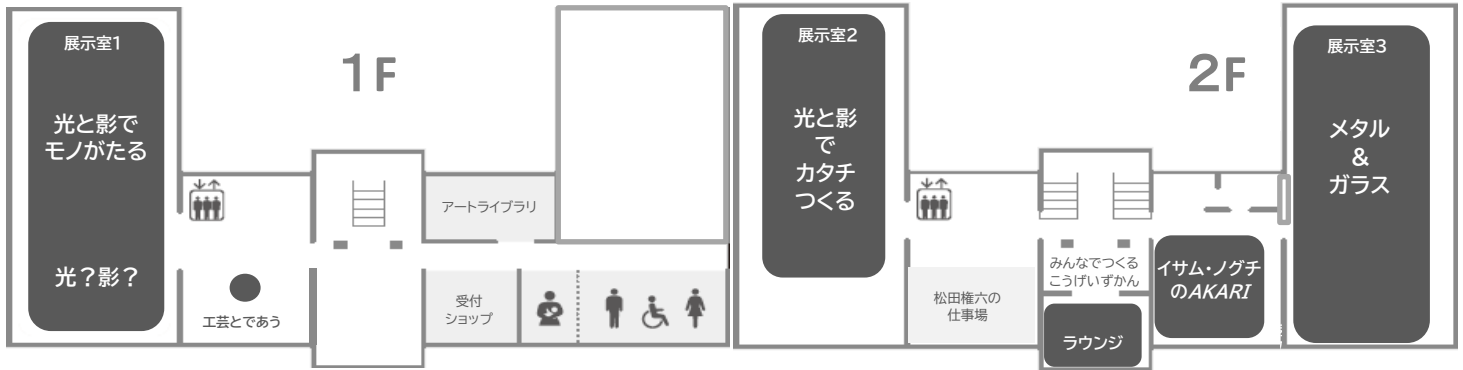 展示室1
光と影で
モノがたる
光？影？
1F
工芸とであう
アートライブラリ
受付
ショップ
展示室2
光と影
で
カタチ
つくる
2F
松田権六の
仕事場
みんなでつくる
こうげいずかん
ラウンジ
イサム・ノグチ
のAKARI
展示室3
メタル
&
ガラス